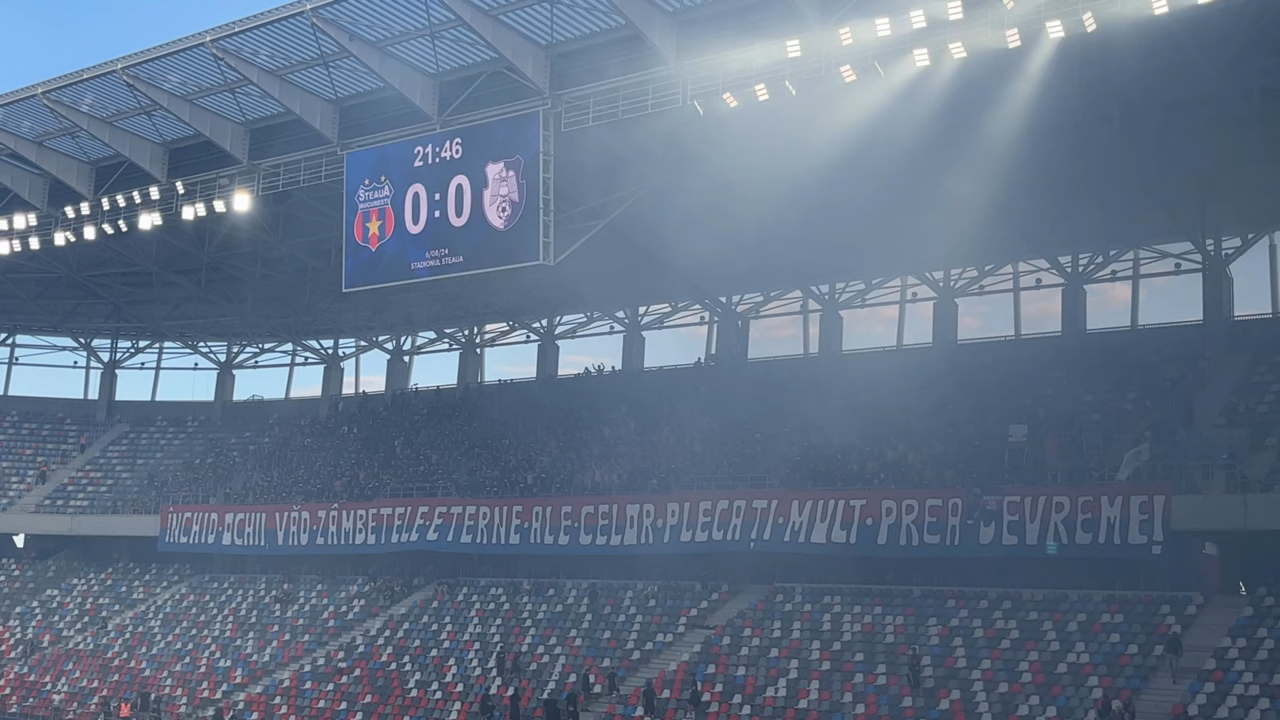 21:46
STEAUA
BUCUREȘTI
0:0
6/08/24
STADIONUL STEAUA
ÎNCHID·OCHII, VĂD·ZÂMBETELE·ETERNE·ALE·CELOR·PLECAȚI·MULT·PREA·DEVREME!